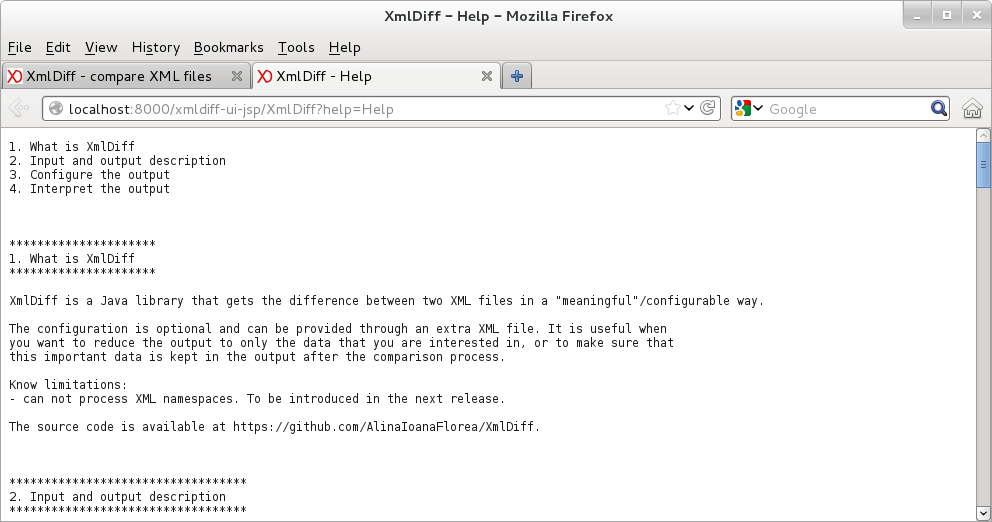 XmlDiff - Help - Mozilla Firefox
File Edit View History Bookmarks Tools Help
XmlDiff - compare XML files
XmlDiff - Help
localhost:8000/xmldiff-ui-jsp/XmlDiff?help=Help
Google
1. What is XmlDiff
2. Input and output description
3. Configure the output
4. Interpret the output
*********************
1. What is XmlDiff
*********************
XmlDiff is a Java library that gets the difference between two XML files in a "meaningful"/configurable way.
The configuration is optional and can be provided through an extra XML file. It is useful when
you want to reduce the output to only the data that you are interested in, or to make sure that
this important data is kept in the output after the comparison process.
Know limitations:
- can not process XML namespaces. To be introduced in the next release.
The source code is available at https://github.com/AlinaIoanaFlorea/XmlDiff.
**********************************
2. Input and output description
**********************************